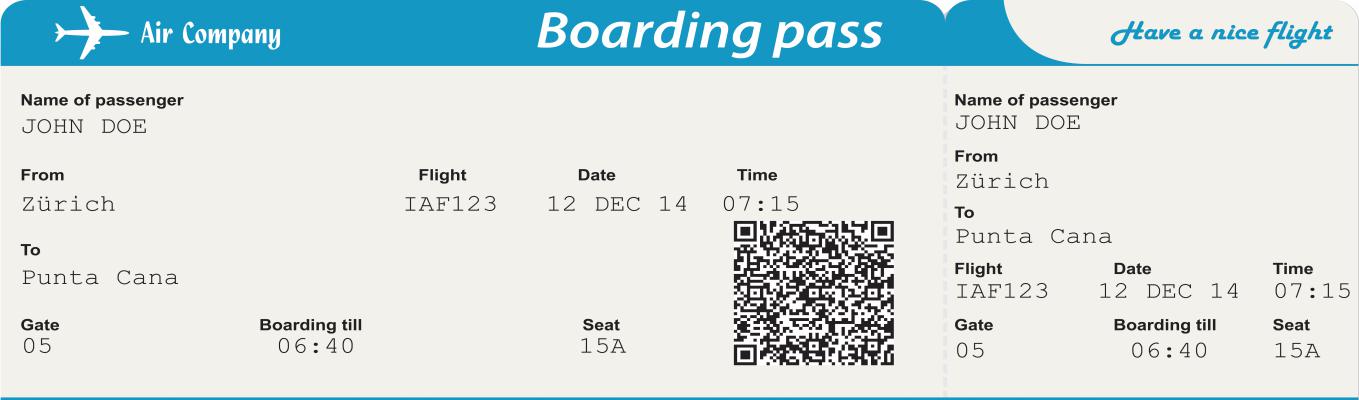 Air Company
Boarding pass
Have a nice flight
Name of passenger
JOHN DOE
From Flight Date Time
Zürich IAF123 12 DEC 14 07:15
To
Punta Cana
Gate Boarding till Seat
05 06:40 15A
Name of passenger
JOHN DOE
From
Zürich
To
Punta Cana
Flight Date Time
IAF123 12 DEC 14 07:15
Gate Boarding till Seat
05 06:40 15A